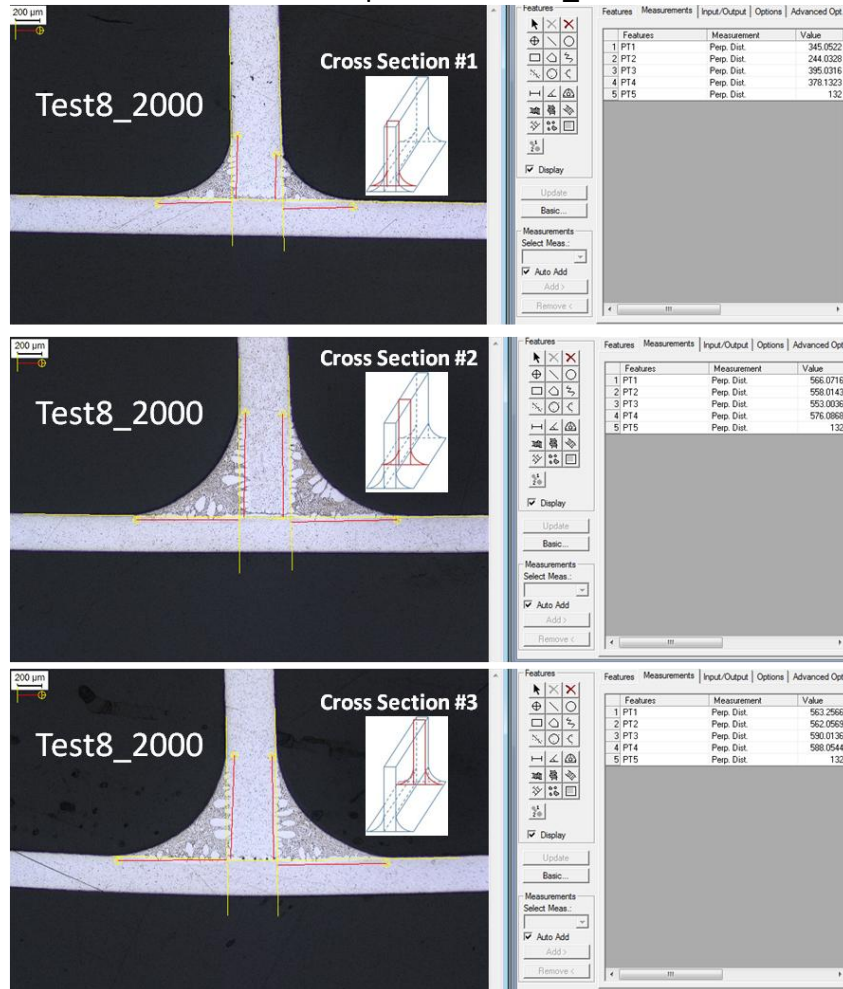 200 µm
Cross Section #1
Test8_2000
Features
Display
Update
Basic...
Measurements
Select Meas.:
Auto Add
Add >
Remove <
Features Measurements Input/Output Options Advanced Opt
Features Measurement Value
1 PT1 Perp. Dist. 345.0522
2 PT2 Perp. Dist. 244.0328
3 PT3 Perp. Dist. 395.0316
4 PT4 Perp. Dist. 378.1323
5 PT5 Perp. Dist. 132
200 µm
Cross Section #2
Test8_2000
Features
Display
Update
Basic...
Measurements
Select Meas.:
Auto Add
Add >
Remove <
Features Measurements Input/Output Options Advanced Opt
Features Measurement Value
1 PT1 Perp. Dist. 566.0716
2 PT2 Perp. Dist. 558.0143
3 PT3 Perp. Dist. 553.0036
4 PT4 Perp. Dist. 576.0868
5 PT5 Perp. Dist. 132
200 µm
Cross Section #3
Test8_2000
Features
Display
Update
Basic...
Measurements
Select Meas.:
Auto Add
Add >
Remove <
Features Measurements Input/Output Options Advanced Opt
Features Measurement Value
1 PT1 Perp. Dist. 563.2566
2 PT2 Perp. Dist. 562.0569
3 PT3 Perp. Dist. 590.0136
4 PT4 Perp. Dist. 588.0544
5 PT5 Perp. Dist. 132